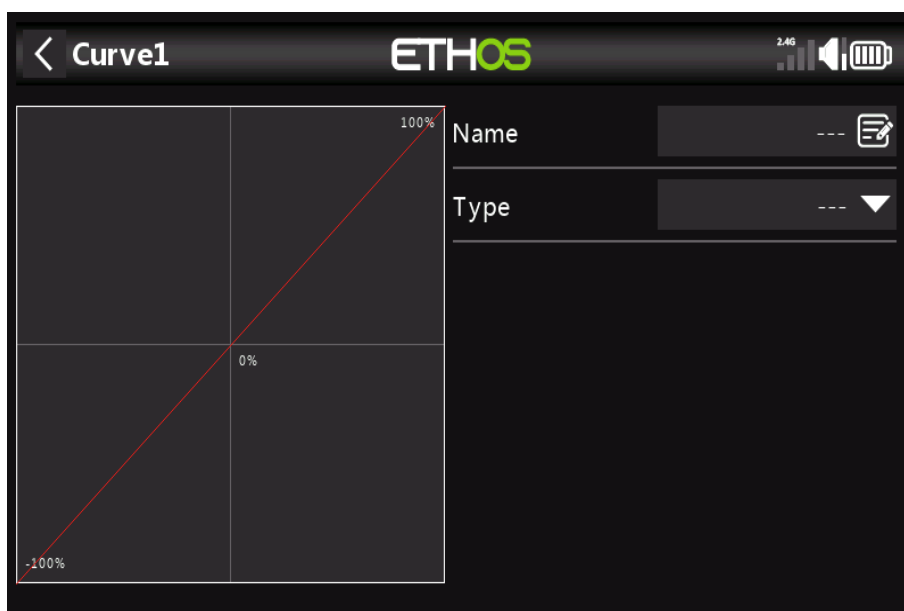 Curve1
ETHOS
2.4G
100%
0%
-100%
Name
---
Type
---